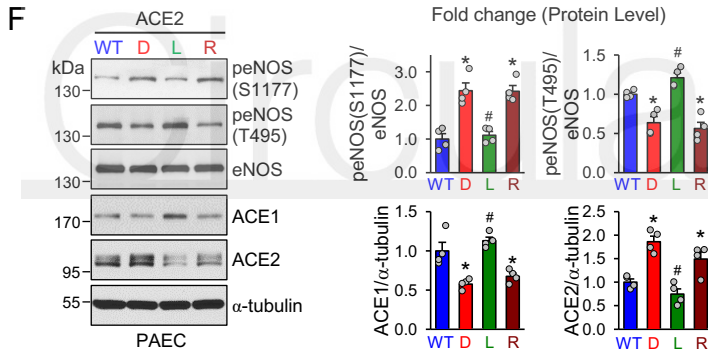 F
ACE2
WT D L R
kDa
130
peNOS
(S1177)
130
peNOS
(T495)
130
eNOS
170
ACE1
95
ACE2
55
α-tubulin
PAEC
Fold change (Protein Level)
peNOS(S1177)/
eNOS
3.0
2.0
1.0
0.0
* # *
WT D L R
peNOS(T495)/
eNOS
1.5
1.0
0.5
0.0
* # *
WT D L R
ACE1/α-tubulin
1.5
1.0
0.5
0.0
* # *
WT D L R
ACE2/α-tubulin
2.5
2.0
1.5
1.0
0.5
0.0
* # *
WT D L R
Circula